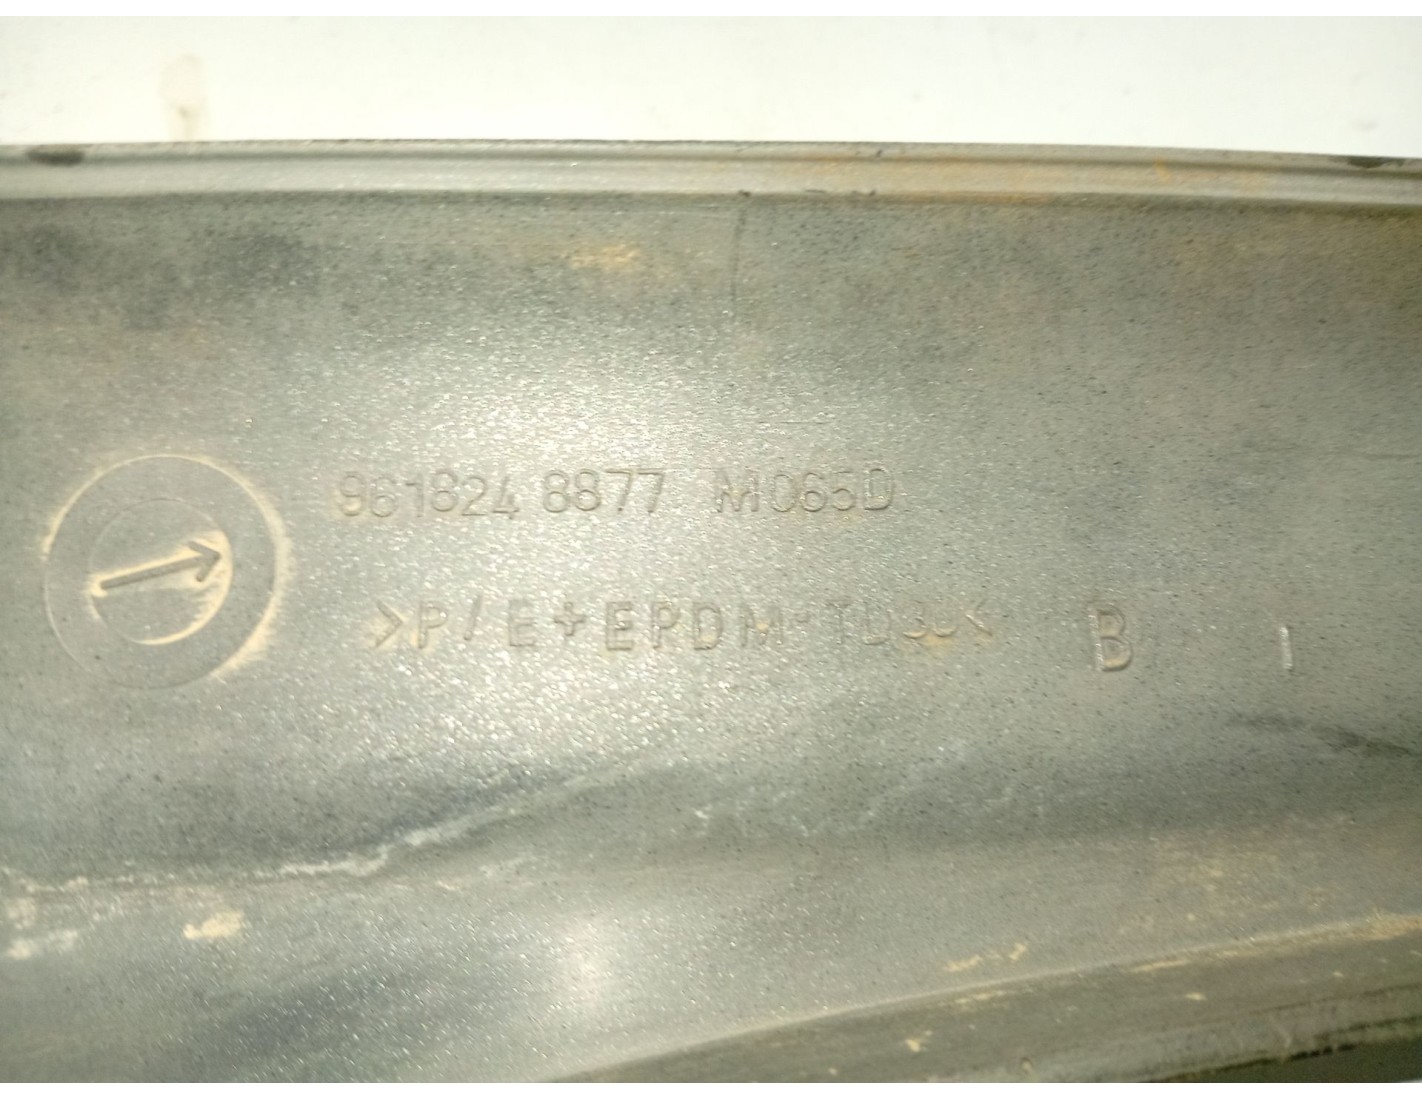 961824 8877 M065D
>P/E+EPDM-TD30<
B I